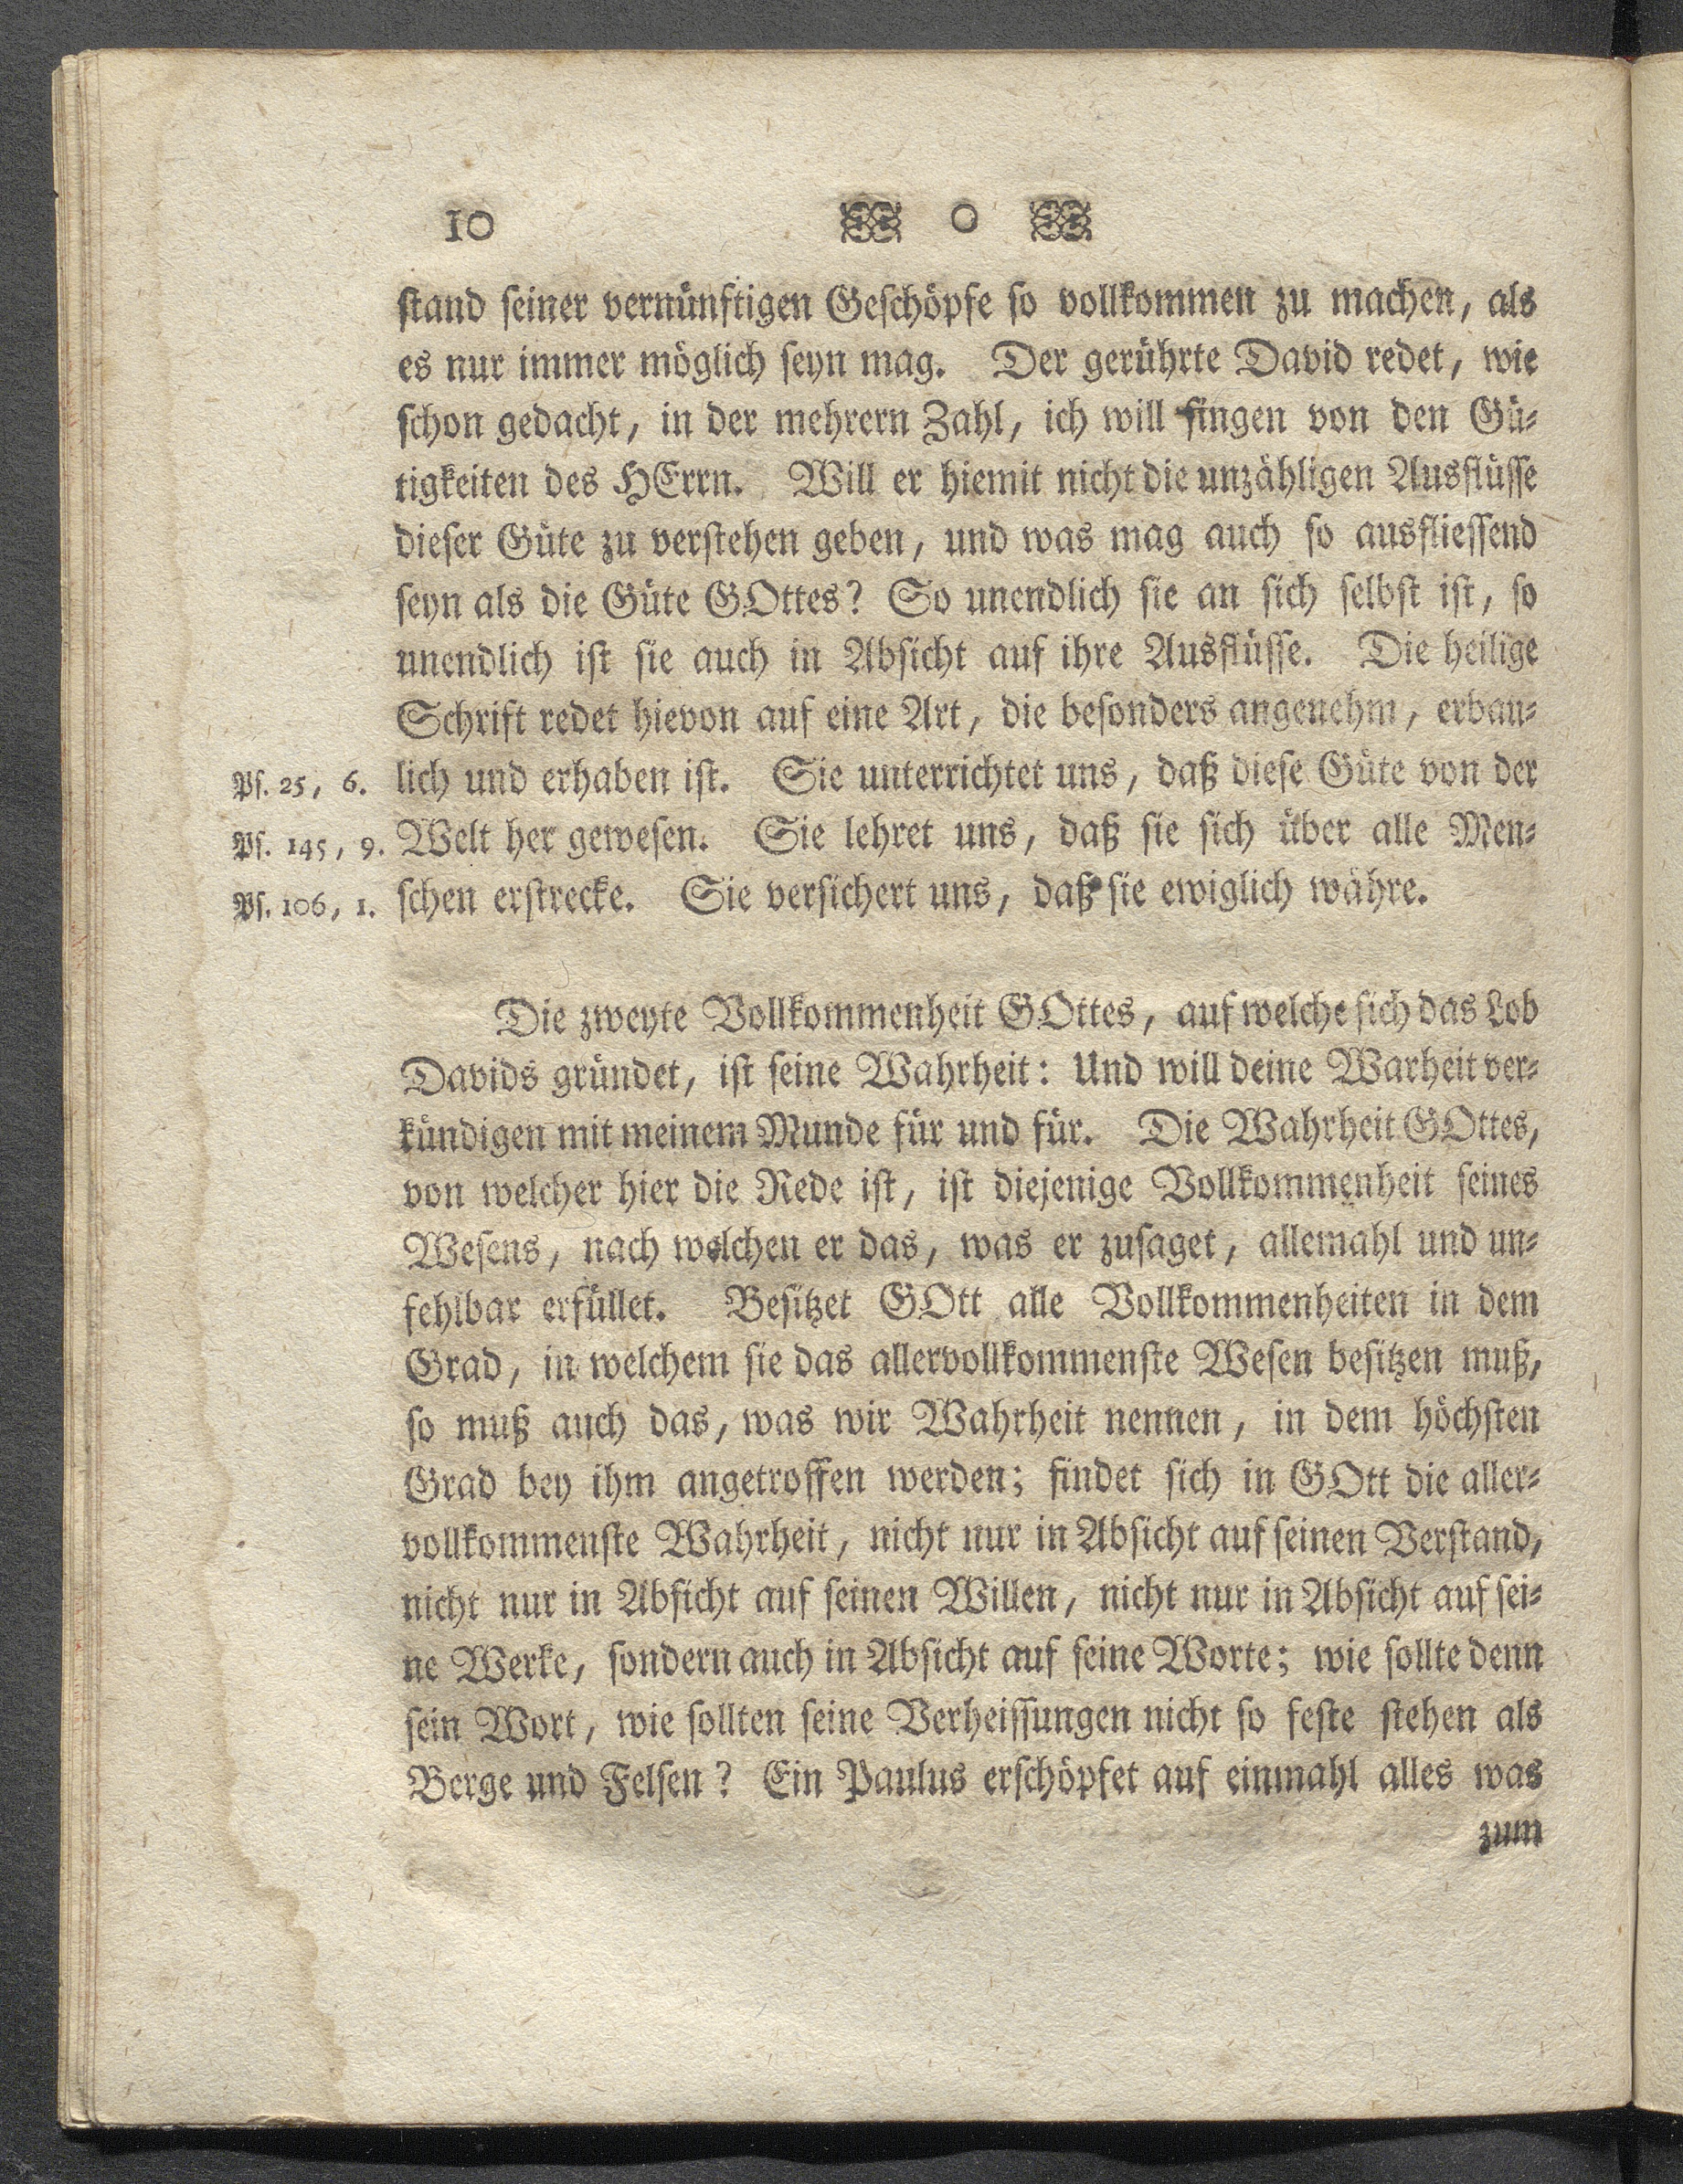 10 0
stand seiner vernünftigen Geschöpfe so vollkommen zu machen, als
es nur immer möglich seyn mag. Der gerührte David redet, wie
schon gedacht, in der mehrern Zahl, ich will singen von den Gü-
tigkeiten des HErrn. Will er hiemit nicht die unzähligen Ausflüsse
dieser Güte zu verstehen geben, und was mag auch so ausfliessend
seyn als die Güte GOttes? So unendlich sie an sich selbst ist, so
unendlich ist sie auch in Absicht auf ihre Ausflüsse. Die heilige
Schrift redet hievon auf eine Art, die besonders angenehm, erbau-
Ps. 25, 6. lich und erhaben ist. Sie unterrichtet uns, daß diese Güte von der
Ps. 145, 9. Welt her gewesen. Sie lehret uns, daß sie sich über alle Men-
Ps. 106, 1. schen erstrecke. Sie versichert uns, daß sie ewiglich währe.
Die zweyte Vollkommenheit GOttes, auf welche sich das Lob
Davids gründet, ist seine Wahrheit: Und will deine Warheit ver-
kündigen mit meinem Munde für und für. Die Wahrheit GOttes,
von welcher hier die Rede ist, ist diejenige Vollkommenheit seines
Wesens, nach welchen er das, was er zusaget, allemahl und un-
fehlbar erfüllet. Besitzet GOtt alle Vollkommenheiten in dem
Grad, in welchem sie das allervollkommenste Wesen besitzen muß,
so muß auch das, was wir Wahrheit nennen, in dem höchsten
Grad bey ihm angetroffen werden; findet sich in GOtt die aller-
vollkommenste Wahrheit, nicht nur in Absicht auf seinen Verstand,
nicht nur in Absicht auf seinen Willen, nicht nur in Absicht auf sei-
ne Werke, sondern auch in Absicht auf seine Worte; wie sollte denn
sein Wort, wie sollten seine Verheissungen nicht so feste stehen als
Berge und Felsen? Ein Paulus erschöpfet auf einmahl alles was
zum